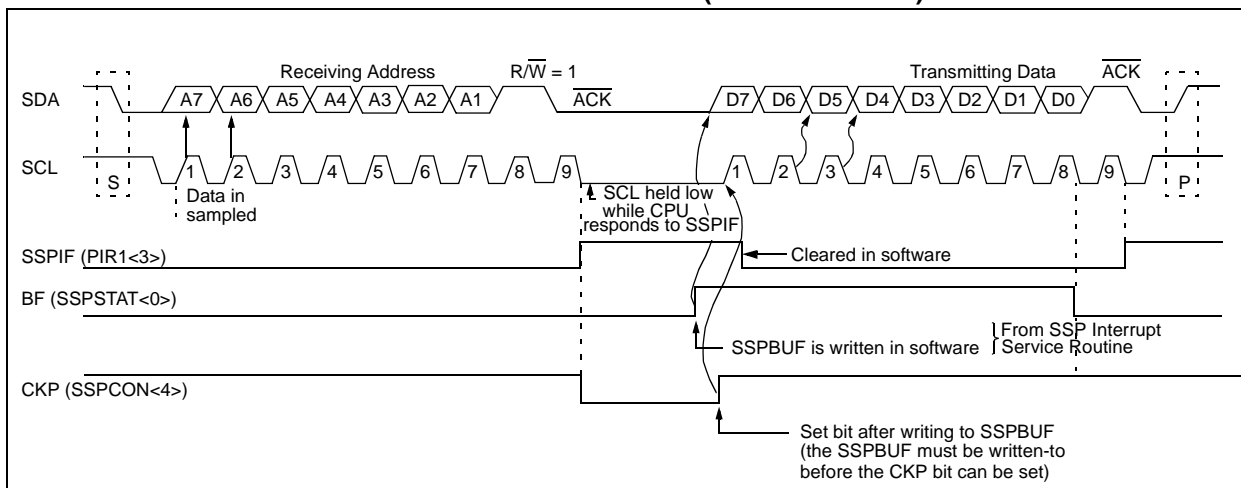 Receiving Address
R/W = 1
Transmitting Data
ACK
SDA
A7 A6 A5 A4 A3 A2 A1
ACK
D7 D6 D5 D4 D3 D2 D1 D0
SCL
S
1 2 3 4 5 6 7 8 9
1 2 3 4 5 6 7 8 9
P
Data in
sampled
SCL held low
while CPU
responds to SSPIF
SSPIF (PIR1<3>)
Cleared in software
BF (SSPSTAT<0>)
SSPBUF is written in software
From SSP Interrupt
Service Routine
CKP (SSPCON<4>)
Set bit after writing to SSPBUF
(the SSPBUF must be written-to
before the CKP bit can be set)